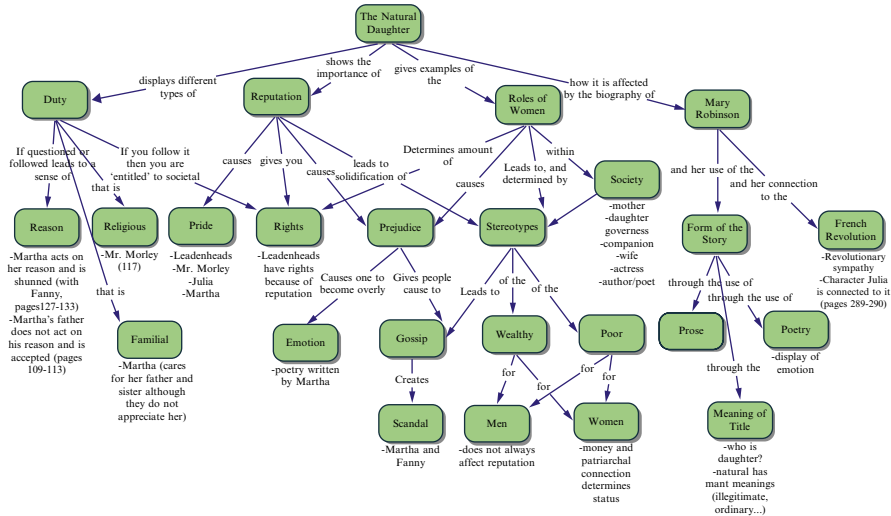 The Natural
Daughter
displays different
types of
shows the
importance of
gives examples of
the
how it is affected
by the biography of
Duty
Reputation
Roles of
Women
Mary
Robinson
If questioned or
followed leads to a
sense of
If you follow it
then you are
'entitled' to societal
that is
that is
causes
gives you
causes
leads to
solidification of
Determines amount
of
causes
Leads to, and
determined by
within
Society
-mother
-daughter
governess
-companion
-wife
-actress
-author/poet
and her use of the
and her connection
to the
Reason
-Martha acts on
her reason and is
shunned (with
Fanny,
pages127-133)
-Martha's father
does not act on
his reason and is
accepted (pages
109-113)
Religious
-Mr. Morley
(117)
Familial
-Martha (cares
for her father and
sister although
they do not
appreciate her)
Pride
-Leadenheads
-Mr. Morley
-Julia
-Martha
Rights
-Leadenheads
have rights
because of
reputation
Prejudice
Causes one to
become overly
Gives people
cause to
Emotion
-poetry written
by Martha
Gossip
Creates
Scandal
-Martha and
Fanny
Stereotypes
Leads to
of the
of the
Wealthy
Poor
for
for
for
for
Men
-does not always
affect reputation
Women
-money and
patriarchal
connection
determines
status
Form of the
Story
through the use of
through the use of
through the
Prose
Poetry
-display of
emotion
Meaning of
Title
-who is
daughter?
-natural has
mant meanings
(illegitimate,
ordinary...)
French
Revolution
-Revolutionary
sympathy
-Character Julia
is connected to it
(pages 289-290)